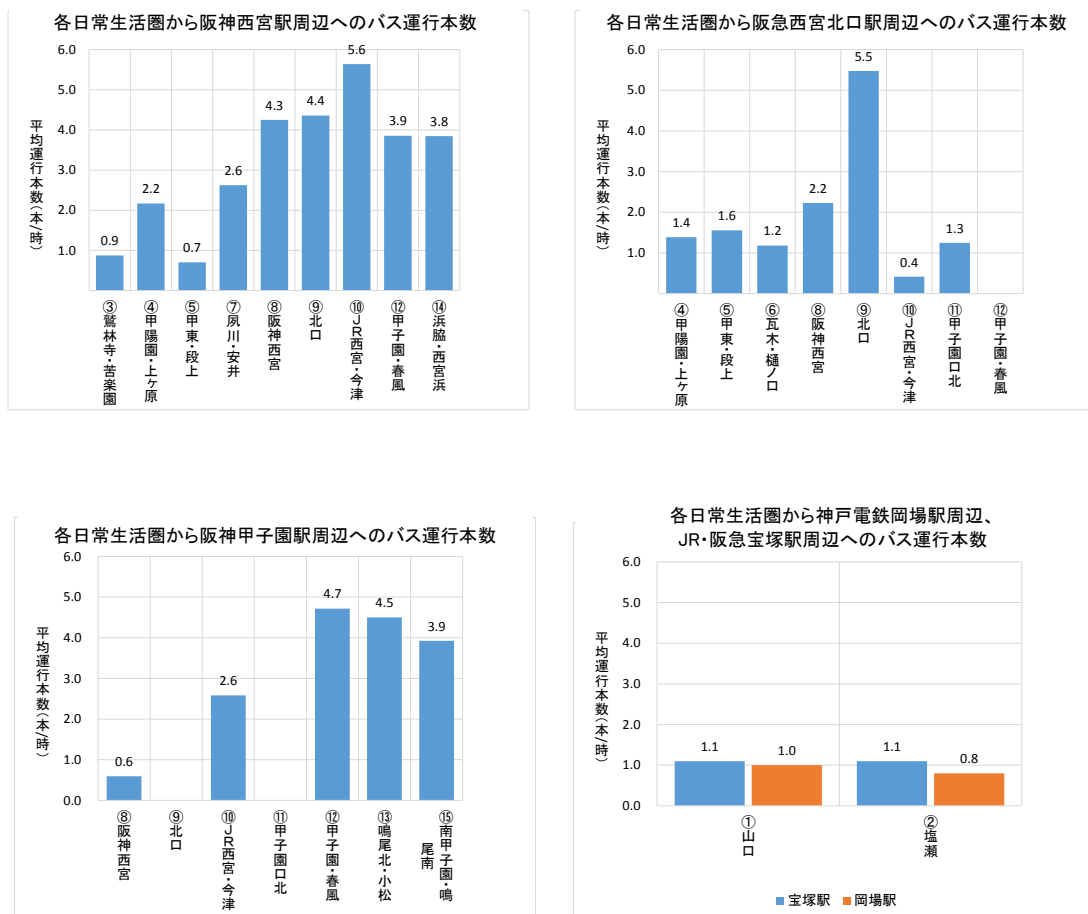 各日常生活圏から阪神西宮駅周辺へのバス運行本数
平均運行本数(本/時)
6.0
5.0
4.0
3.0
2.0
1.0
0.9
2.2
0.7
2.6
4.3
4.4
5.6
3.9
3.8
③鷲林寺・苦楽園
④甲陽園・上ヶ原
⑤甲東・段上
⑦夙川・安井
⑧阪神西宮
⑨北口
⑩JR西宮・今津
⑫甲子園・春風
⑭浜脇・西宮浜
各日常生活圏から阪急西宮北口駅周辺へのバス運行本数
平均運行本数(本/時)
6.0
5.0
4.0
3.0
2.0
1.0
1.4
1.6
1.2
2.2
5.5
0.4
1.3
④甲陽園・上ヶ原
⑤甲東・段上
⑥瓦木・樋ノ口
⑧阪神西宮
⑨北口
⑩JR西宮・今津
⑪甲子園口北
⑫甲子園・春風
各日常生活圏から阪神甲子園駅周辺へのバス運行本数
平均運行本数(本/時)
6.0
5.0
4.0
3.0
2.0
1.0
0.0
0.6
2.6
4.7
4.5
3.9
⑧阪神西宮
⑨北口
⑩JR西宮・今津
⑪甲子園口北
⑫甲子園・春風
⑬鳴尾北・小松
⑮南甲子園・鳴
尾南
各日常生活圏から神戸電鉄岡場駅周辺、
JR・阪急宝塚駅周辺へのバス運行本数
平均運行本数(本/時)
6.0
5.0
4.0
3.0
2.0
1.0
0.0
1.1
1.0
1.1
0.8
①山口
②塩瀬
宝塚駅 岡場駅